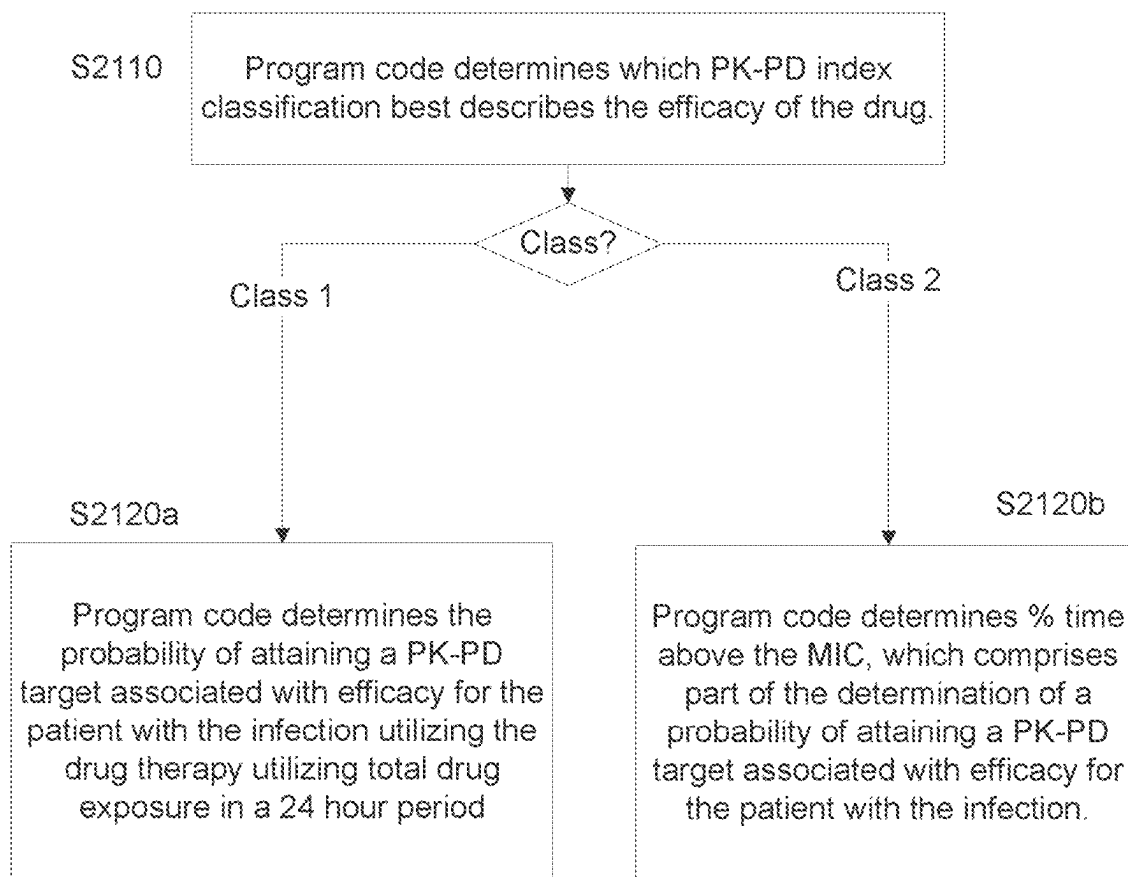 S2110
Program code determines which PK-PD index
classification best describes the efficacy of the drug.
Class?
Class 1
Class 2
S2120a
Program code determines the
probability of attaining a PK-PD
target associated with efficacy for the
patient with the infection utilizing the
drug therapy utilizing total drug
exposure in a 24 hour period
S2120b
Program code determines % time
above the MIC, which comprises
part of the determination of a
probability of attaining a PK-PD
target associated with efficacy for
the patient with the infection.